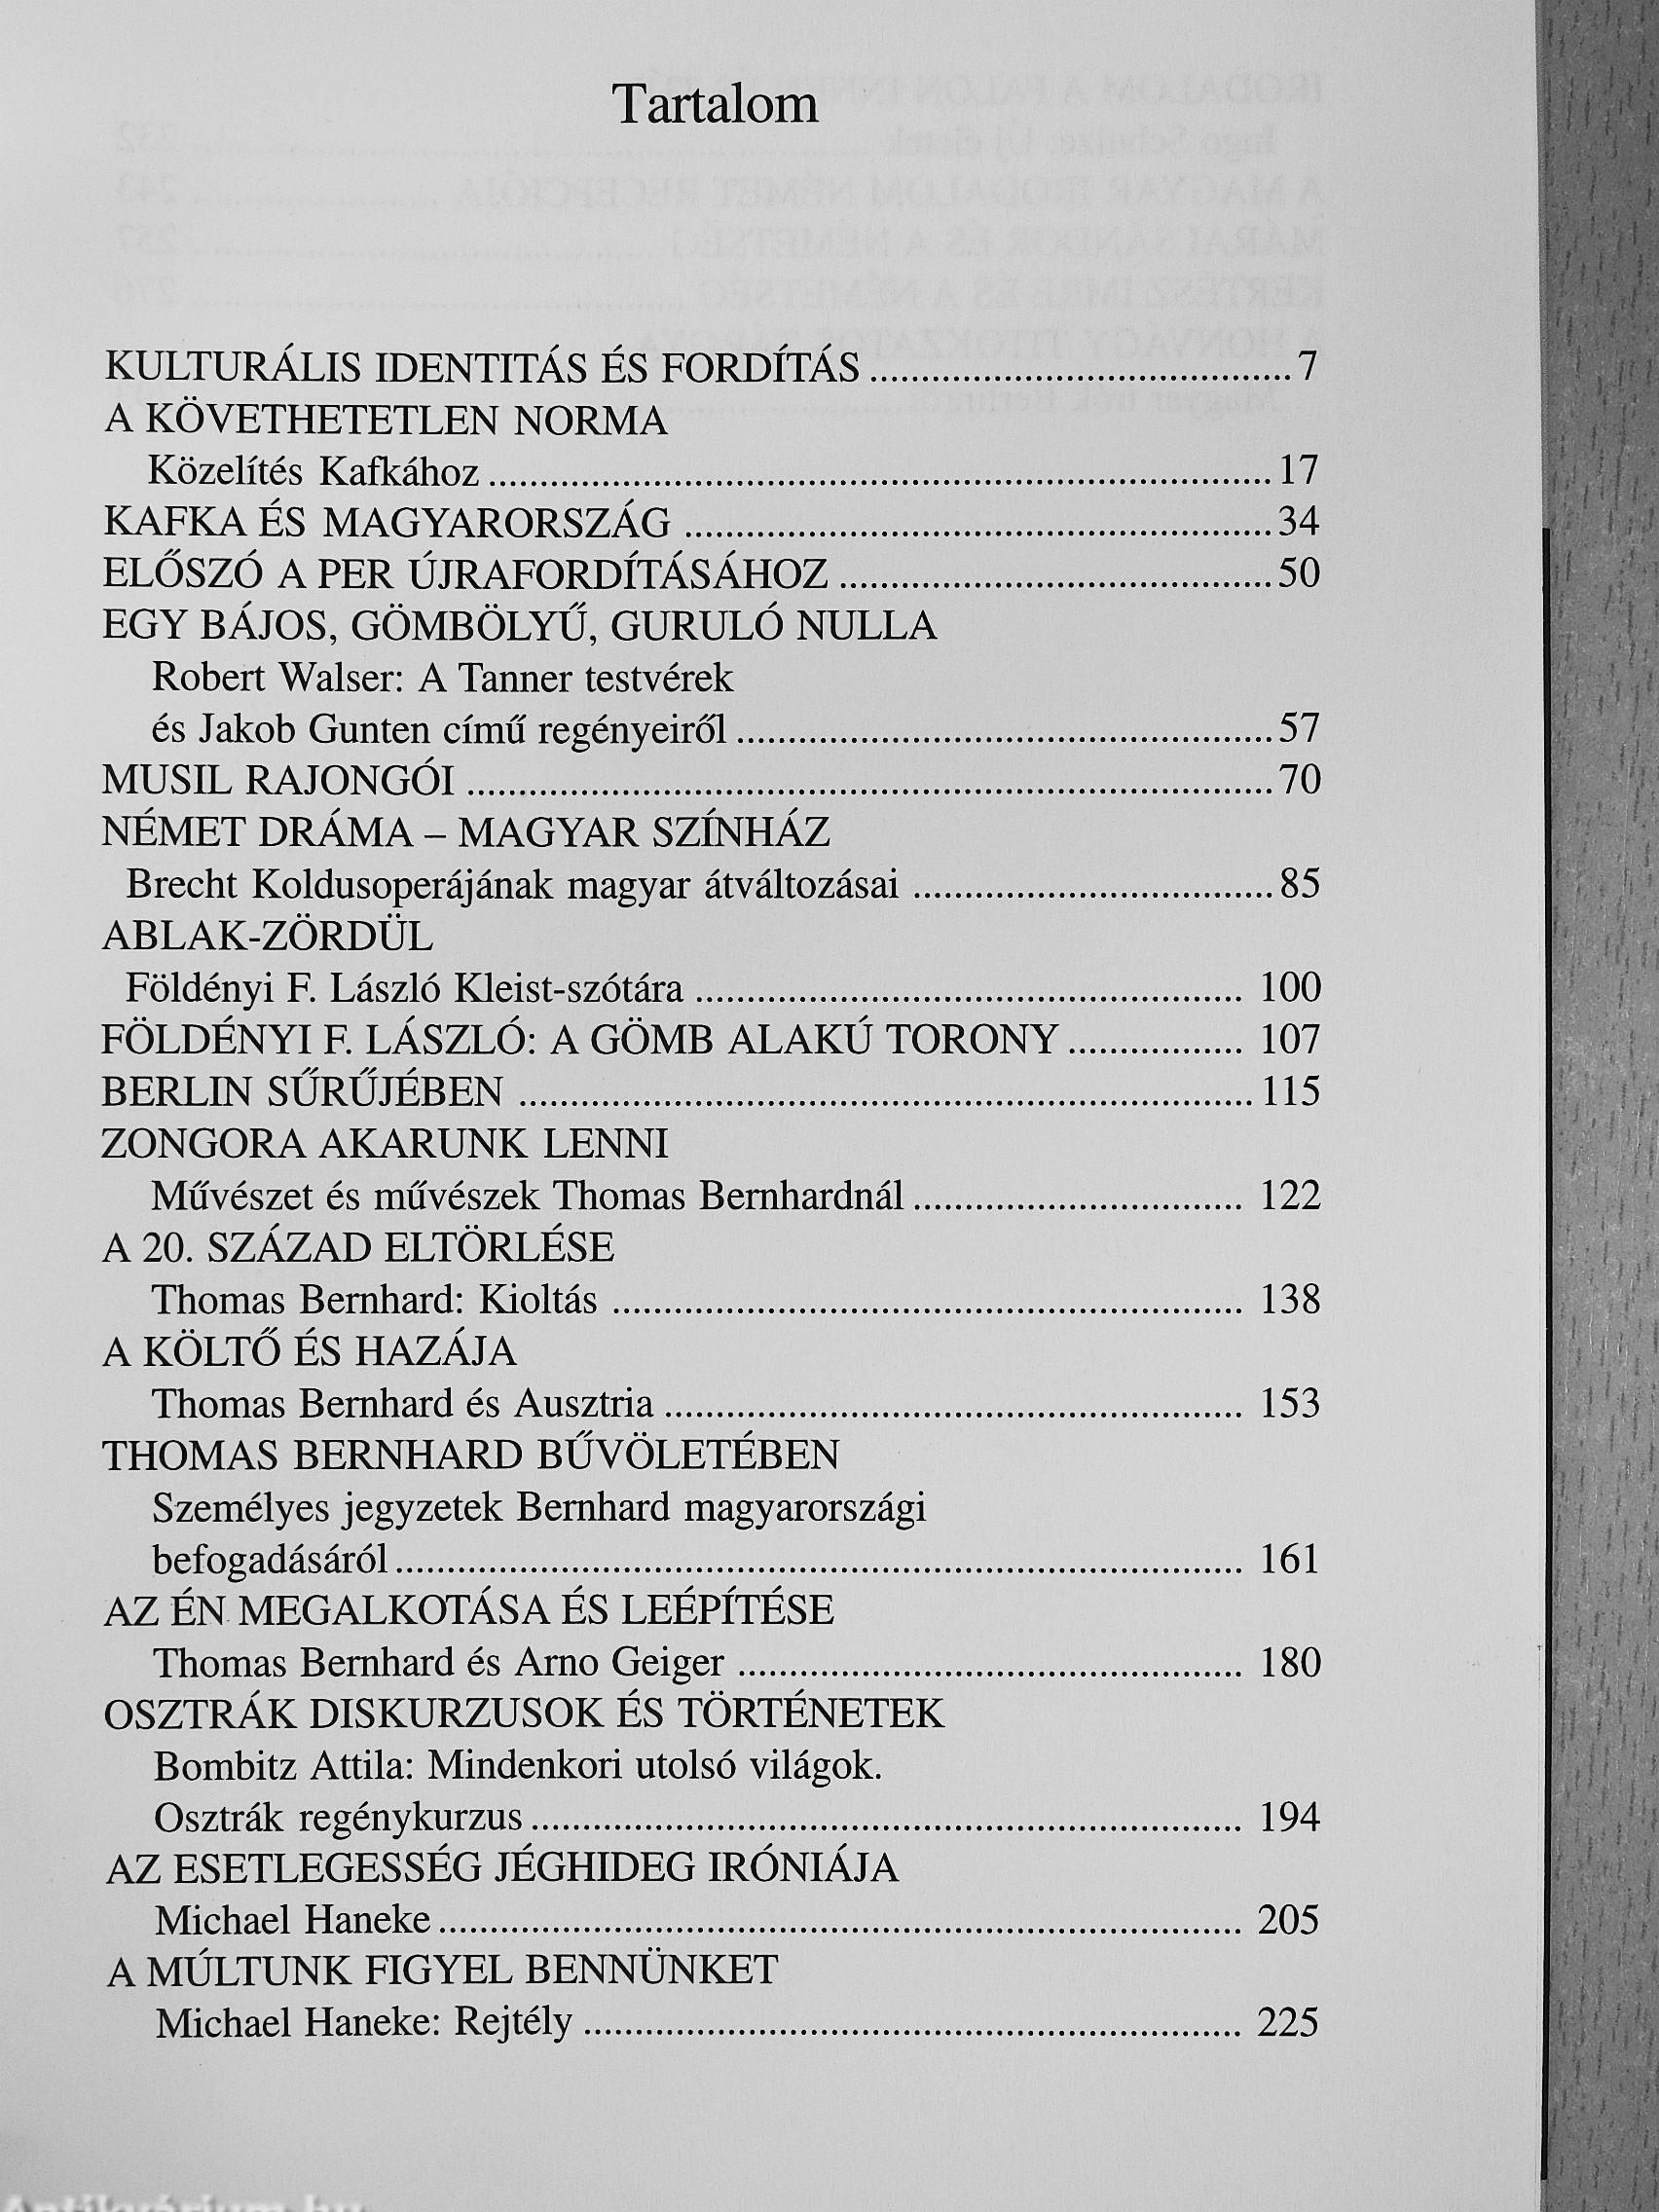 Tartalom
KULTURÁLIS IDENTITÁS ÉS FORDÍTÁS ........................................ 7
A KÖVETHETETLEN NORMA
Közelítés Kafkához ........................................ 17
KAFKA ÉS MAGYARORSZÁG ........................................ 34
ELŐSZÓ A PER ÚJRAFORDÍTÁSÁHOZ ........................................ 50
EGY BÁJOS, GÖMBÖLYŰ, GURULÓ NULLA
Robert Walser: A Tanner testvérek
és Jakob Gunten című regényeiről ........................................ 57
MUSIL RAJONGÓI ........................................ 70
NÉMET DRÁMA – MAGYAR SZÍNHÁZ
Brecht Koldusoperájának magyar átváltozásai ........................................ 85
ABLAK-ZÖRDÜL
Földényi F. László Kleist-szótára ........................................ 100
FÖLDÉNYI F. LÁSZLÓ: A GÖMB ALAKÚ TORONY ................. 107
BERLIN SŰRŰJÉBEN ........................................ 115
ZONGORA AKARUNK LENNI
Művészet és művészek Thomas Bernhardnál ................................ 122
A 20. SZÁZAD ELTÖRLÉSE
Thomas Bernhard: Kioltás ........................................ 138
A KÖLTŐ ÉS HAZÁJA
Thomas Bernhard és Ausztria ........................................ 153
THOMAS BERNHARD BŰVÖLETÉBEN
Személyes jegyzetek Bernhard magyarországi
befogadásáról ........................................ 161
AZ ÉN MEGALKOTÁSA ÉS LEÉPÍTÉSE
Thomas Bernhard és Arno Geiger ........................................ 180
OSZTRÁK DISKURZUSOK ÉS TÖRTÉNETEK
Bombitz Attila: Mindenkori utolsó világok.
Osztrák regénykurzus ........................................ 194
AZ ESETLEGESSÉG JÉGHIDEG IRÓNIÁJA
Michael Haneke ........................................ 205
A MÚLTUNK FIGYEL BENNÜNKET
Michael Haneke: Rejtély ........................................ 225